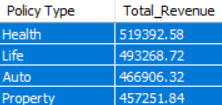 Policy Type Total_Revenue
Health 519392.58
Life 493268.72
Auto 466906.32
Property 457251.84